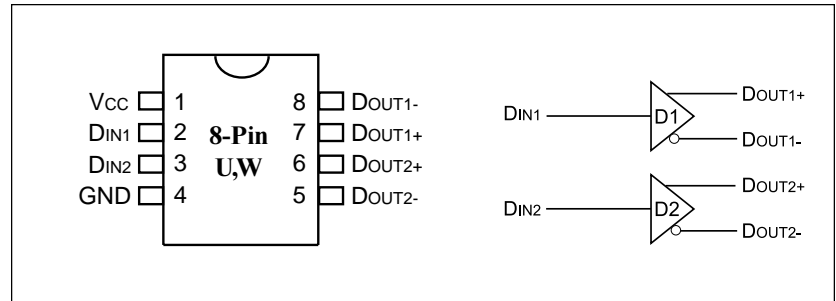 VCC 1 8 DOUT1-
DIN1 2 8-Pin 7 DOUT1+
DIN2 3 U,W 6 DOUT2+
GND 4 5 DOUT2-
DIN1 D1 DOUT1+
DOUT1-
DIN2 D2 DOUT2+
DOUT2-